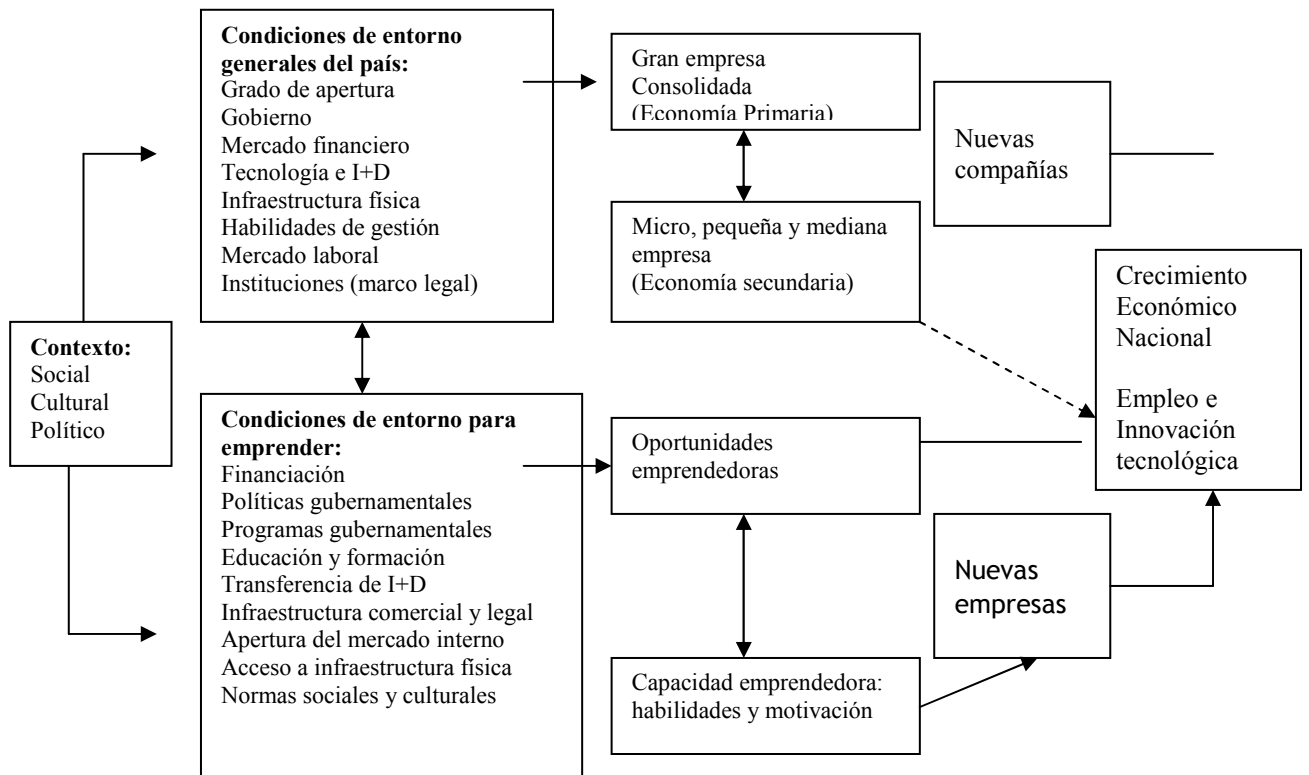 Contexto:
Social
Cultural
Político
Condiciones de entorno
generales del país:
Grado de apertura
Gobierno
Mercado financiero
Tecnología e I+D
Infraestructura física
Habilidades de gestión
Mercado laboral
Instituciones (marco legal)
Condiciones de entorno para
emprender:
Financiación
Políticas gubernamentales
Programas gubernamentales
Educación y formación
Transferencia de I+D
Infraestructura comercial y legal
Apertura del mercado interno
Acceso a infraestructura física
Normas sociales y culturales
Gran empresa
Consolidada
(Economía Primaria)
Micro, pequeña y mediana
empresa
(Economía secundaria)
Oportunidades
emprendedoras
Capacidad emprendedora:
habilidades y motivación
Nuevas
compañías
Nuevas
empresas
Crecimiento
Económico
Nacional
Empleo e
Innovación
tecnológica